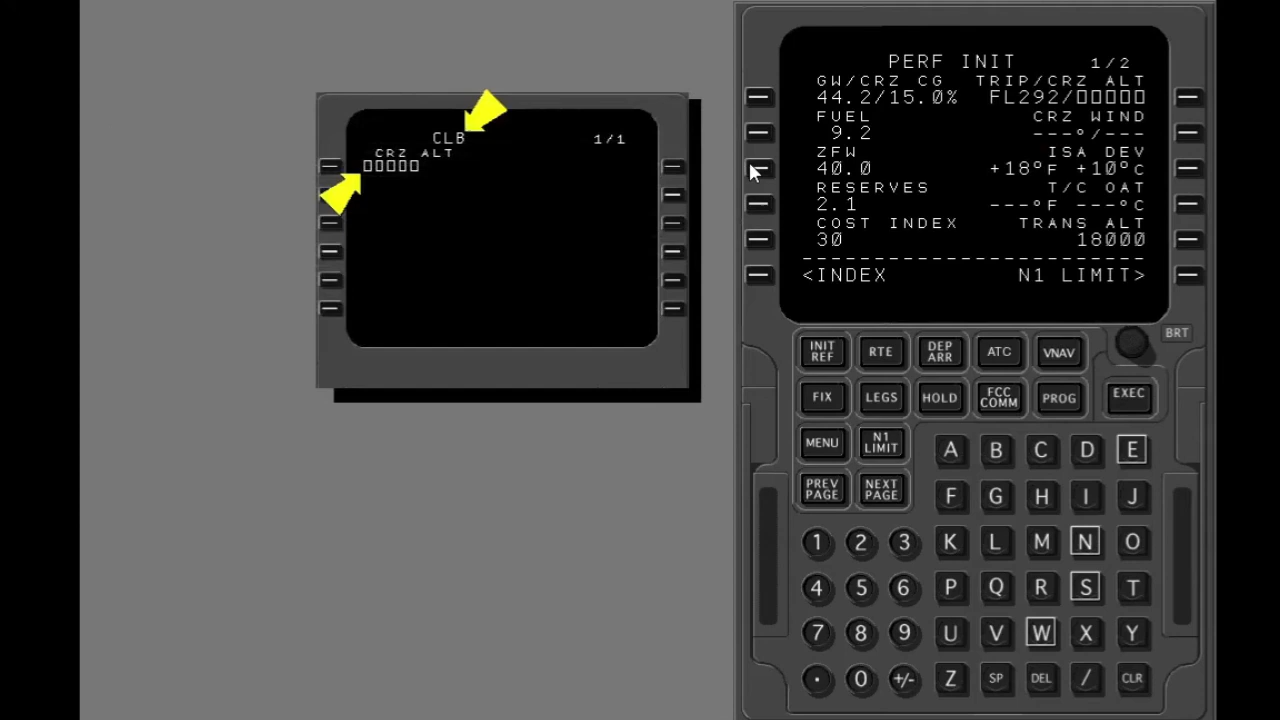 CLB 1/1
CRZ ALT
▯▯▯▯▯
PERF INIT 1/2
GW/CRZ CG TRIP/CRZ ALT
44.2/15.0% FL292/▯▯▯▯▯
FUEL CRZ WIND
9.2 ---°/---
ZFW ISA DEV
40.0 +18°F +10°C
RESERVES T/C OAT
2.1 ---°F ---°C
COST INDEX TRANS ALT
30 18000
------------------------
<INDEX N1 LIMIT>
BRT
INIT REF RTE DEP ARR ATC VNAV
FIX LEGS HOLD FCC COMM PROG EXEC
MENU N1 LIMIT
PREV PAGE NEXT PAGE
A B C D E
F G H I J
1 2 3 K L M N O
4 5 6 P Q R S T
7 8 9 U V W X Y
. 0 +/- Z SP DEL / CLR